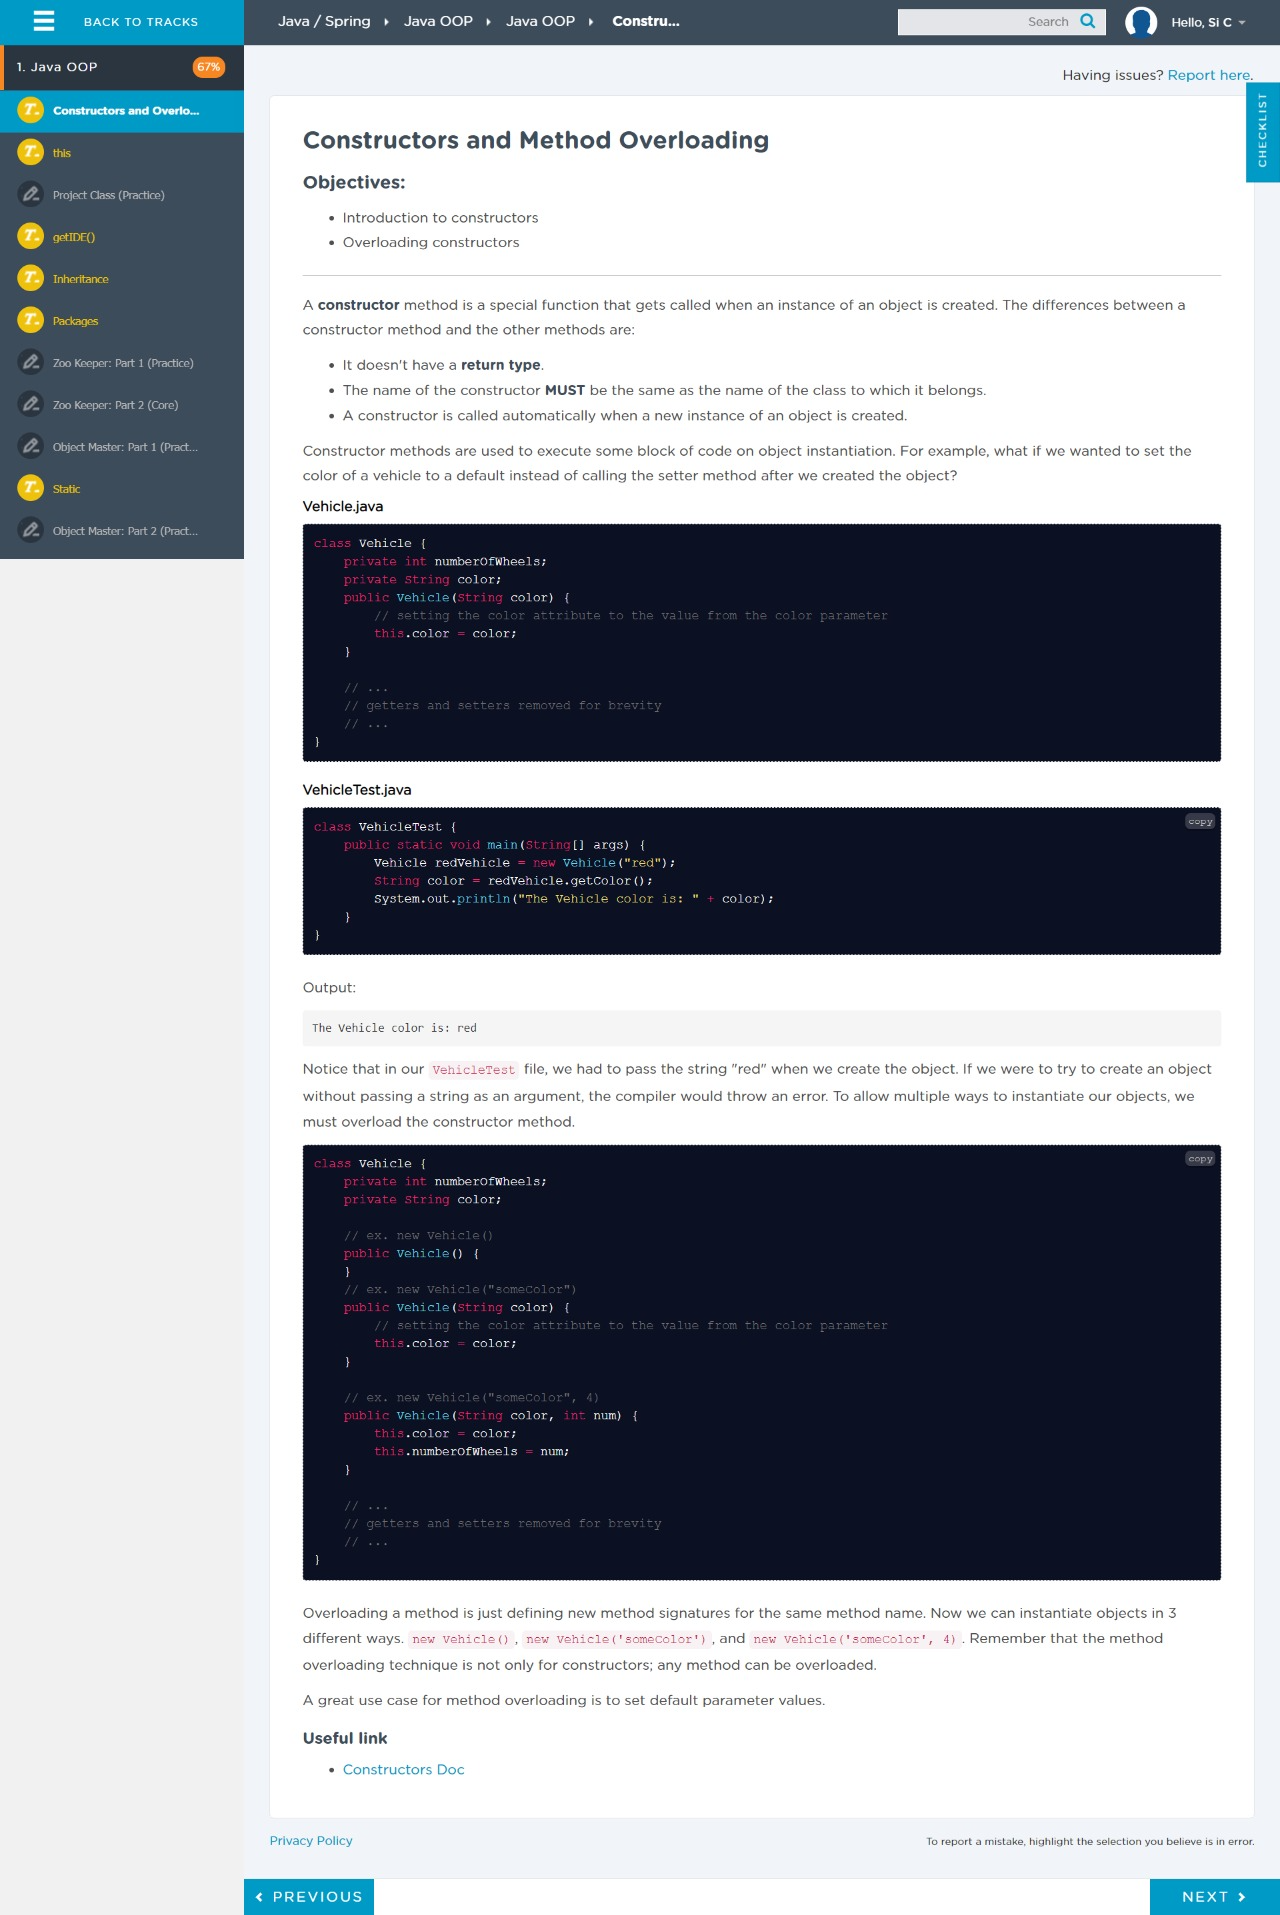 BACK TO TRACKS
Java / Spring
Java OOP
Java OOP
Constru...
Search
Hello, Si C
1. Java OOP
67%
Constructors and Overlo...
this
Project Class (Practice)
getIDE()
Inheritance
Packages
Zoo Keeper: Part 1 (Practice)
Zoo Keeper: Part 2 (Core)
Object Master: Part 1 (Pract...
Static
Object Master: Part 2 (Pract...
Having issues? Report here.
CHECKLIST
Constructors and Method Overloading
Objectives:
• Introduction to constructors
• Overloading constructors
A constructor method is a special function that gets called when an instance of an object is created. The differences between a
constructor method and the other methods are:
• It doesn't have a return type.
• The name of the constructor MUST be the same as the name of the class to which it belongs.
• A constructor is called automatically when a new instance of an object is created.
Constructor methods are used to execute some block of code on object instantiation. For example, what if we wanted to set the
color of a vehicle to a default instead of calling the setter method after we created the object?
Vehicle.java
class Vehicle {
    private int numberOfWheels;
    private String color;
    public Vehicle(String color) {
        // setting the color attribute to the value from the color parameter
        this.color = color;
    }
    // ...
    // getters and setters removed for brevity
    // ...
}
VehicleTest.java
copy
class VehicleTest {
    public static void main(String[] args) {
        Vehicle redVehicle = new Vehicle("red");
        String color = redVehicle.getColor();
        System.out.println("The Vehicle color is: " + color);
    }
}
Output:
The Vehicle color is: red
Notice that in our VehicleTest file, we had to pass the string "red" when we create the object. If we were to try to create an object
without passing a string as an argument, the compiler would throw an error. To allow multiple ways to instantiate our objects, we
must overload the constructor method.
copy
class Vehicle {
    private int numberOfWheels;
    private String color;
    // ex. new Vehicle()
    public Vehicle() {
    }
    // ex. new Vehicle("someColor")
    public Vehicle(String color) {
        // setting the color attribute to the value from the color parameter
        this.color = color;
    }
    // ex. new Vehicle("someColor", 4)
    public Vehicle(String color, int num) {
        this.color = color;
        this.numberOfWheels = num;
    }
    // ...
    // getters and setters removed for brevity
    // ...
}
Overloading a method is just defining new method signatures for the same method name. Now we can instantiate objects in 3
different ways. new Vehicle(), new Vehicle('someColor'), and new Vehicle('someColor', 4). Remember that the method
overloading technique is not only for constructors; any method can be overloaded.
A great use case for method overloading is to set default parameter values.
Useful link
• Constructors Doc
Privacy Policy
To report a mistake, highlight the selection you believe is in error.
PREVIOUS
NEXT